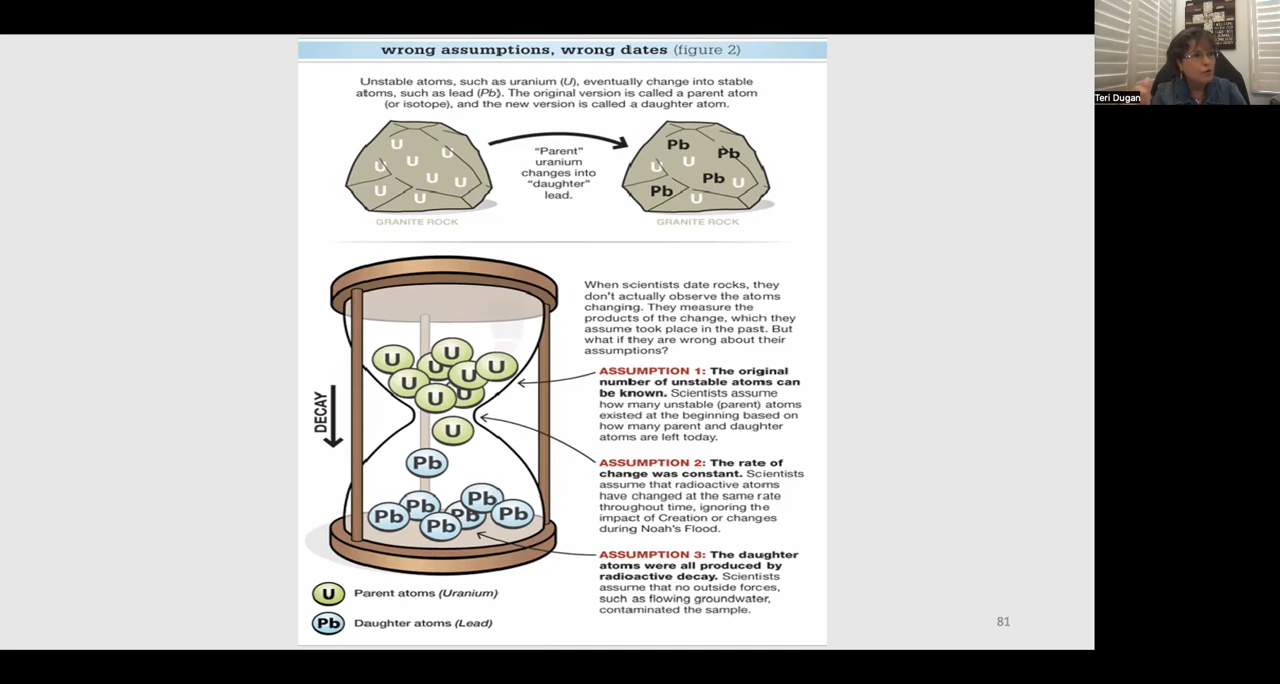 wrong assumptions, wrong dates (figure 2)
Unstable atoms, such as uranium (U), eventually change into stable
atoms, such as lead (Pb). The original version is called a parent atom
(or isotope), and the new version is called a daughter atom.
U
U
U
U
U
U
U
U
GRANITE ROCK
"Parent"
uranium
changes into
"daughter"
lead.
Pb
Pb
U
U
Pb
U
Pb
U
GRANITE ROCK
When scientists date rocks, they
don't actually observe the atoms
changing. They measure the
products of the change, which they
assume took place in the past. But
what if they are wrong about their
assumptions?
ASSUMPTION 1: The original
number of unstable atoms can
be known. Scientists assume
how many unstable (parent) atoms
existed at the beginning based on
how many parent and daughter
atoms are left today.
ASSUMPTION 2: The rate of
change was constant. Scientists
assume that radioactive atoms
have changed at the same rate
throughout time, ignoring the
impact of Creation or changes
during Noah's Flood.
ASSUMPTION 3: The daughter
atoms were all produced by
radioactive decay. Scientists
assume that no outside forces,
such as flowing groundwater,
contaminated the sample.
DECAY
U
U
U
U
U
U
U
U
U
Pb
Pb
Pb
Pb
Pb
Pb
Pb
U Parent atoms (Uranium)
Pb Daughter atoms (Lead)
81
Teri Dugan